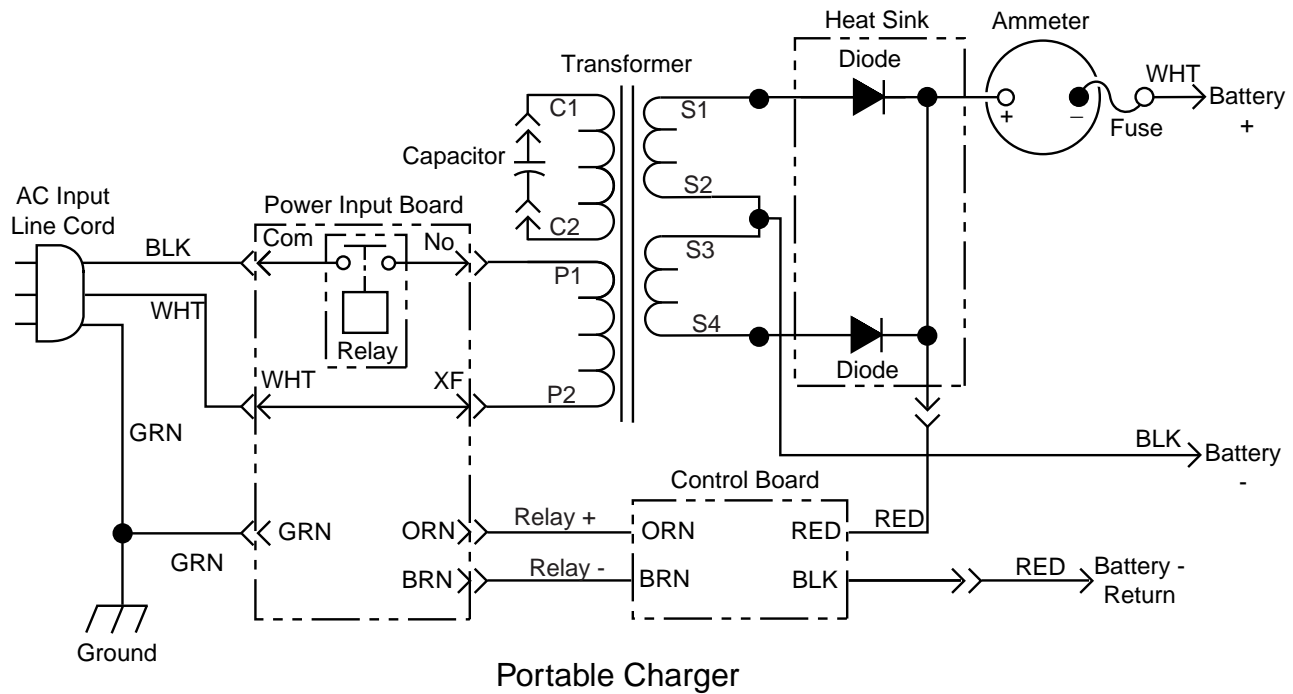 Heat Sink
Ammeter
Diode
Transformer
WHT
Battery
+
C1
S1
+
–
Fuse
Capacitor
S2
AC Input
Line Cord
Power Input Board
C2
BLK
Com
No
S3
P1
WHT
Relay
S4
Diode
WHT
XF
P2
GRN
BLK
Battery
-
Control Board
GRN
ORN
Relay +
ORN
RED
RED
GRN
BRN
Relay -
BRN
BLK
RED
Battery -
Return
Ground
Portable Charger